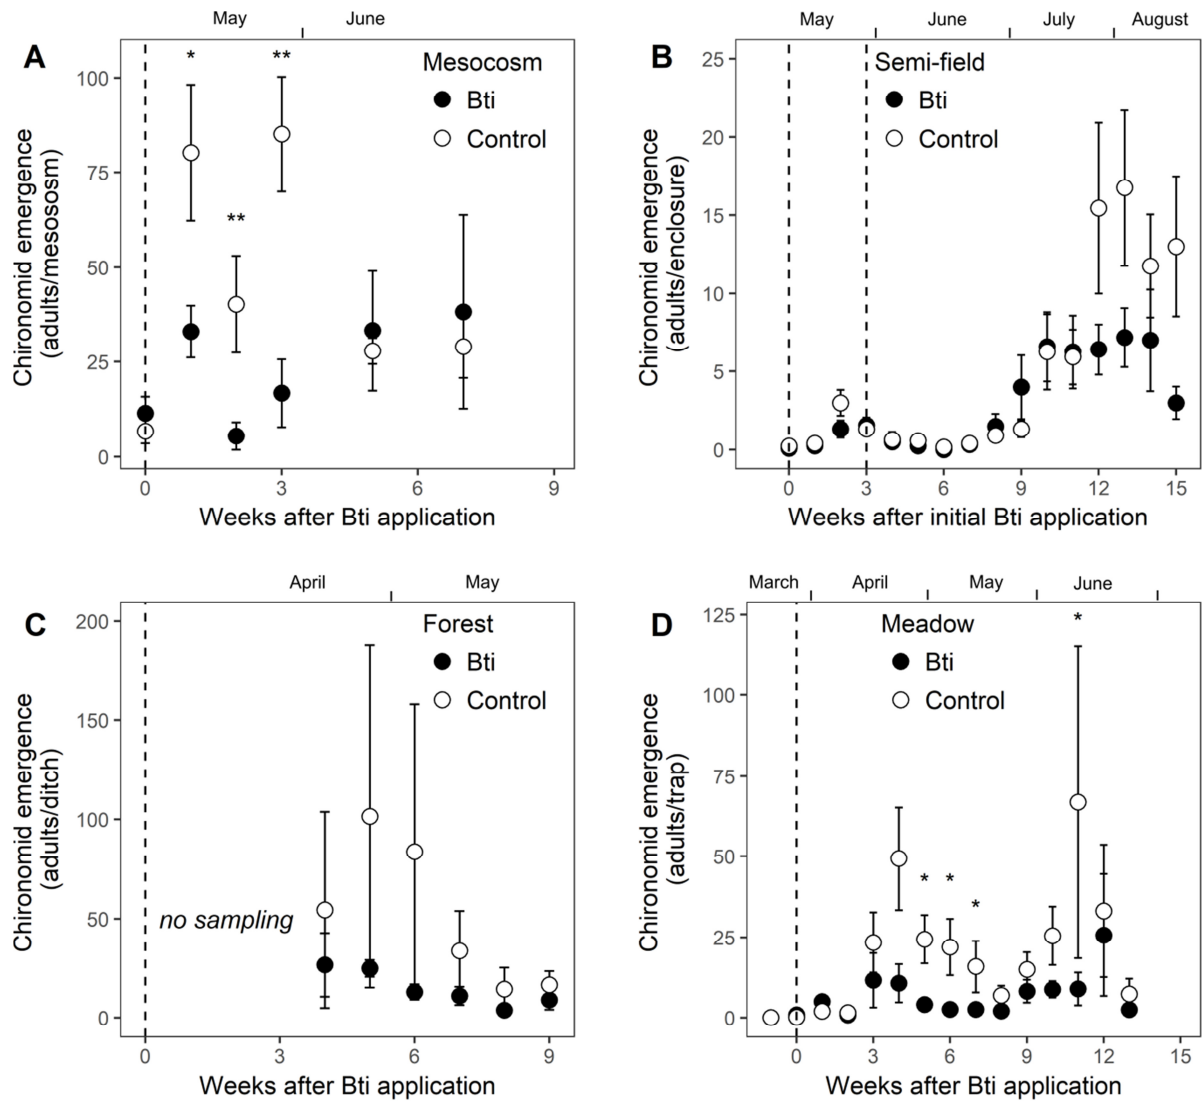 May June
A
* **
**
Mesocosm
Bti
Control
100
75
50
25
0
Chironomid emergence
(adults/mesososm)
0 3 6 9
Weeks after Bti application
May June July August
B
Semi-field
Bti
Control
25
20
15
10
5
0
Chironomid emergence
(adults/enclosure)
0 3 6 9 12 15
Weeks after initial Bti application
April May
C
Forest
Bti
Control
200
150
100
50
0
no sampling
Chironomid emergence
(adults/ditch)
0 3 6 9
Weeks after Bti application
March April May June
D
Meadow
Bti
Control
*
* *
*
125
100
75
50
25
0
Chironomid emergence
(adults/trap)
0 3 6 9 12 15
Weeks after Bti application